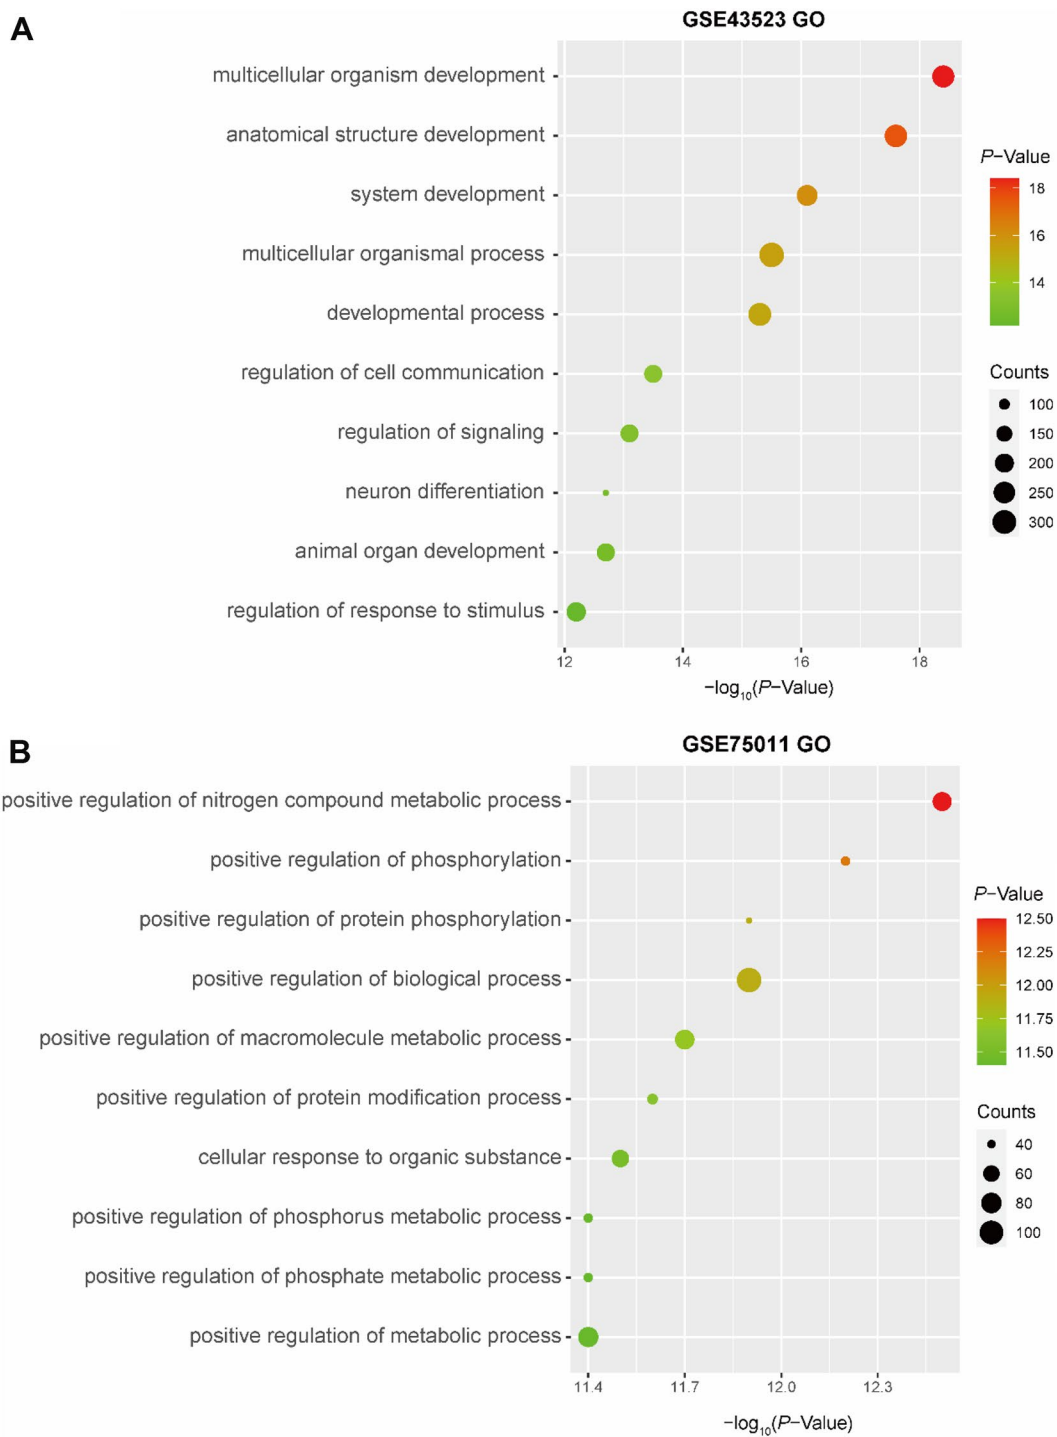 A
GSE43523 GO
multicellular organism development
anatomical structure development
system development
multicellular organismal process
developmental process
regulation of cell communication
regulation of signaling
neuron differentiation
animal organ development
regulation of response to stimulus
12 14 16 18
−log10(P−Value)
P−Value
18
16
14
Counts
100
150
200
250
300
B
GSE75011 GO
positive regulation of nitrogen compound metabolic process
positive regulation of phosphorylation
positive regulation of protein phosphorylation
positive regulation of biological process
positive regulation of macromolecule metabolic process
positive regulation of protein modification process
cellular response to organic substance
positive regulation of phosphorus metabolic process
positive regulation of phosphate metabolic process
positive regulation of metabolic process
11.4 11.7 12.0 12.3
−log10(P−Value)
P−Value
12.50
12.25
12.00
11.75
11.50
Counts
40
60
80
100